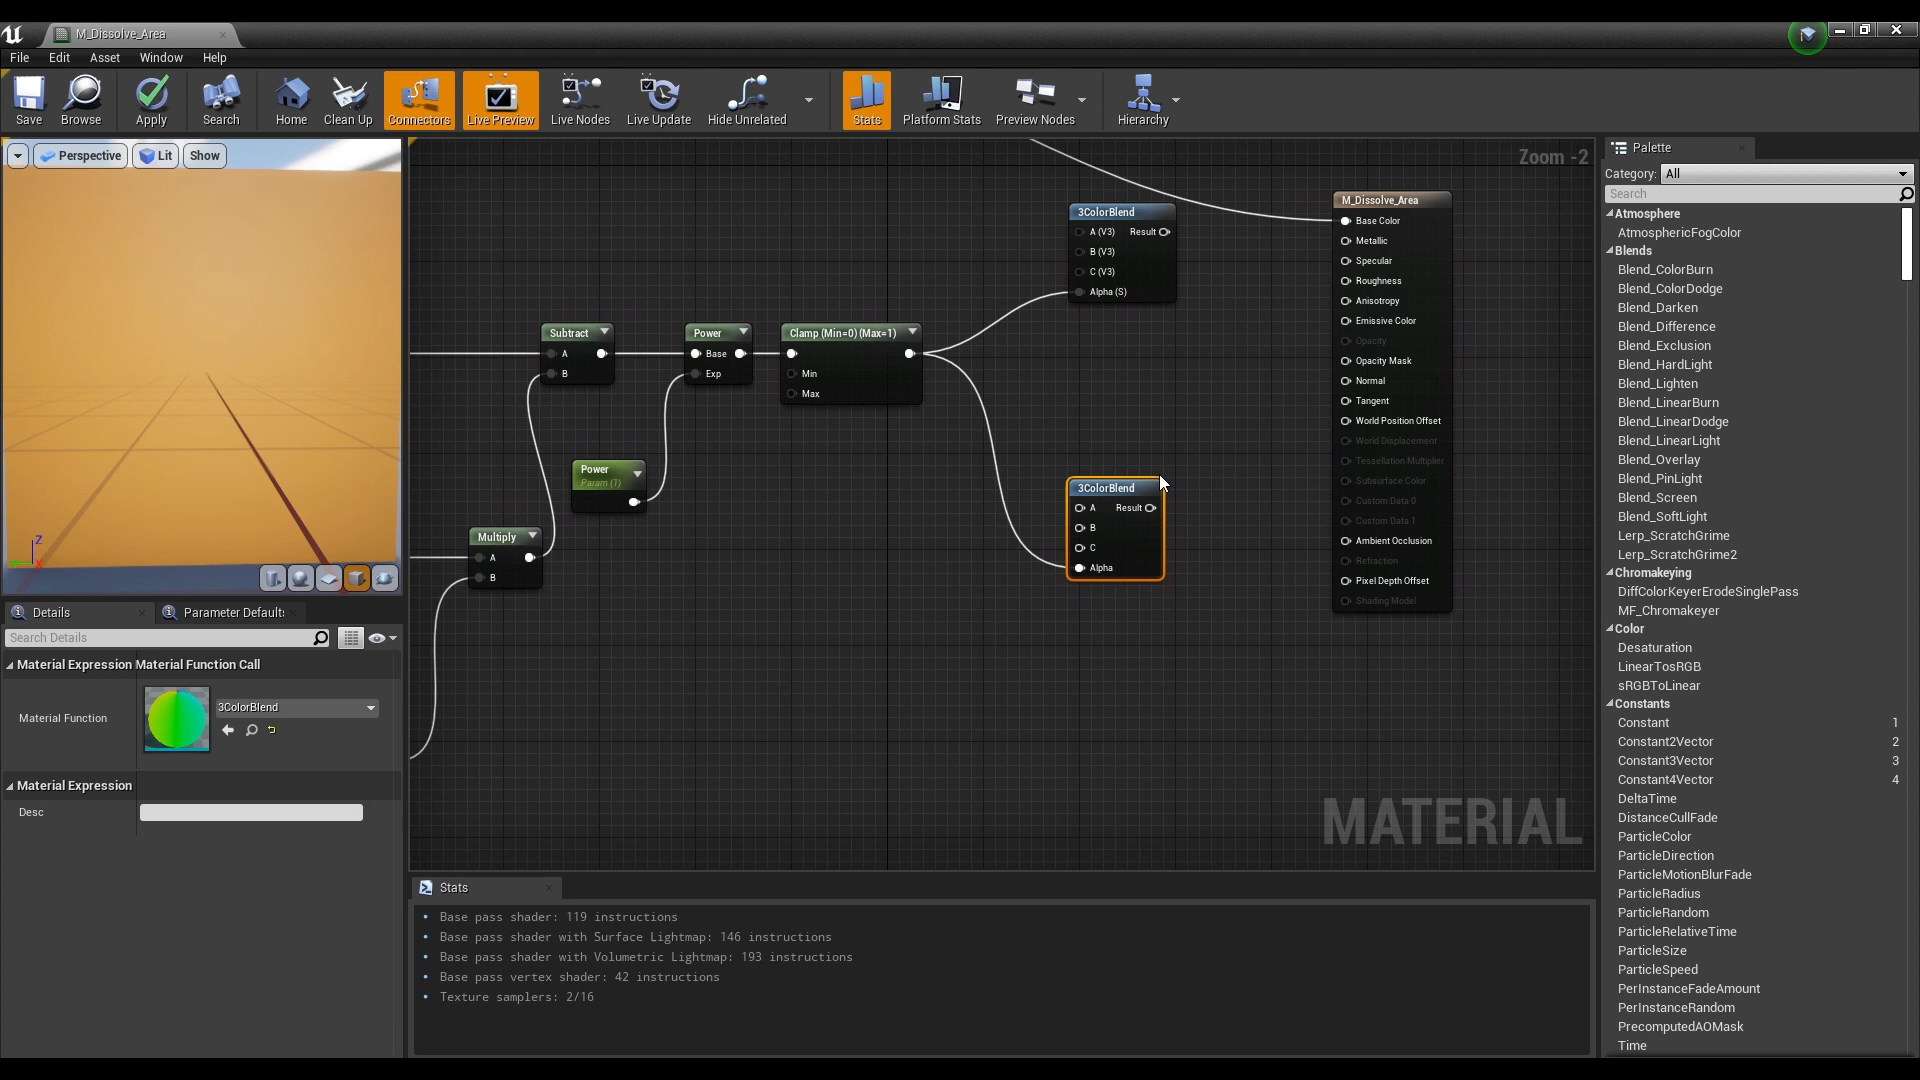 M_Dissolve_Area
File Edit Asset Window Help
Save Browse Apply Search Home Clean Up Connectors Live Preview Live Nodes Live Update Hide Unrelated Stats Platform Stats Preview Nodes Hierarchy
Perspective Lit Show
Z
Zoom -2
3ColorBlend
A (V3) Result
B (V3)
C (V3)
Alpha (S)
Subtract
A
B
Power
Base
Exp
Clamp (Min=0) (Max=1)
Min
Max
Power
Param (1)
Multiply
A
B
3ColorBlend
A Result
B
C
Alpha
M_Dissolve_Area
Base Color
Metallic
Specular
Roughness
Anisotropy
Emissive Color
Opacity
Opacity Mask
Normal
Tangent
World Position Offset
World Displacement
Tessellation Multiplier
Subsurface Color
Custom Data 0
Custom Data 1
Ambient Occlusion
Refraction
Pixel Depth Offset
Shading Model
MATERIAL
Details Parameter Default
Search Details
Material Expression Material Function Call
Material Function 3ColorBlend
Material Expression
Desc
Stats
Base pass shader: 119 instructions
Base pass shader with Surface Lightmap: 146 instructions
Base pass shader with Volumetric Lightmap: 193 instructions
Base pass vertex shader: 42 instructions
Texture samplers: 2/16
Palette
Category: All
Search
Atmosphere
AtmosphericFogColor
Blends
Blend_ColorBurn
Blend_ColorDodge
Blend_Darken
Blend_Difference
Blend_Exclusion
Blend_HardLight
Blend_Lighten
Blend_LinearBurn
Blend_LinearDodge
Blend_LinearLight
Blend_Overlay
Blend_PinLight
Blend_Screen
Blend_SoftLight
Lerp_ScratchGrime
Lerp_ScratchGrime2
Chromakeying
DiffColorKeyerErodeSinglePass
MF_Chromakeyer
Color
Desaturation
LinearTosRGB
sRGBToLinear
Constants
Constant 1
Constant2Vector 2
Constant3Vector 3
Constant4Vector 4
DeltaTime
DistanceCullFade
ParticleColor
ParticleDirection
ParticleMotionBlurFade
ParticleRadius
ParticleRandom
ParticleRelativeTime
ParticleSize
ParticleSpeed
PerInstanceFadeAmount
PerInstanceRandom
PrecomputedAOMask
Time